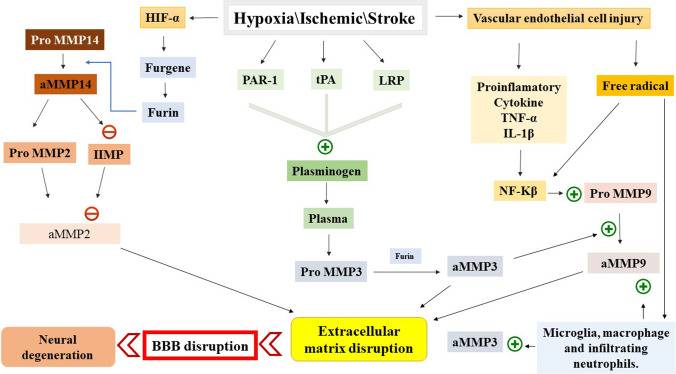 HIF-α
Hypoxia\Ischemic\Stroke
Vascular endothelial cell injury
Pro MMP14
Furgene
PAR-1
tPA
LRP
aMMP14
Proinflamatory
Cytokine
TNF-α
IL-1β
Free radical
Furin
Pro MMP2
IIMP
Plasminogen
NF-Kβ
Pro MMP9
Plasma
aMMP2
Pro MMP3
Furin
aMMP3
aMMP9
Neural
degeneration
BBB disruption
Extracellular
matrix disruption
aMMP3
Microglia, macrophage
and infiltrating
neutrophils.